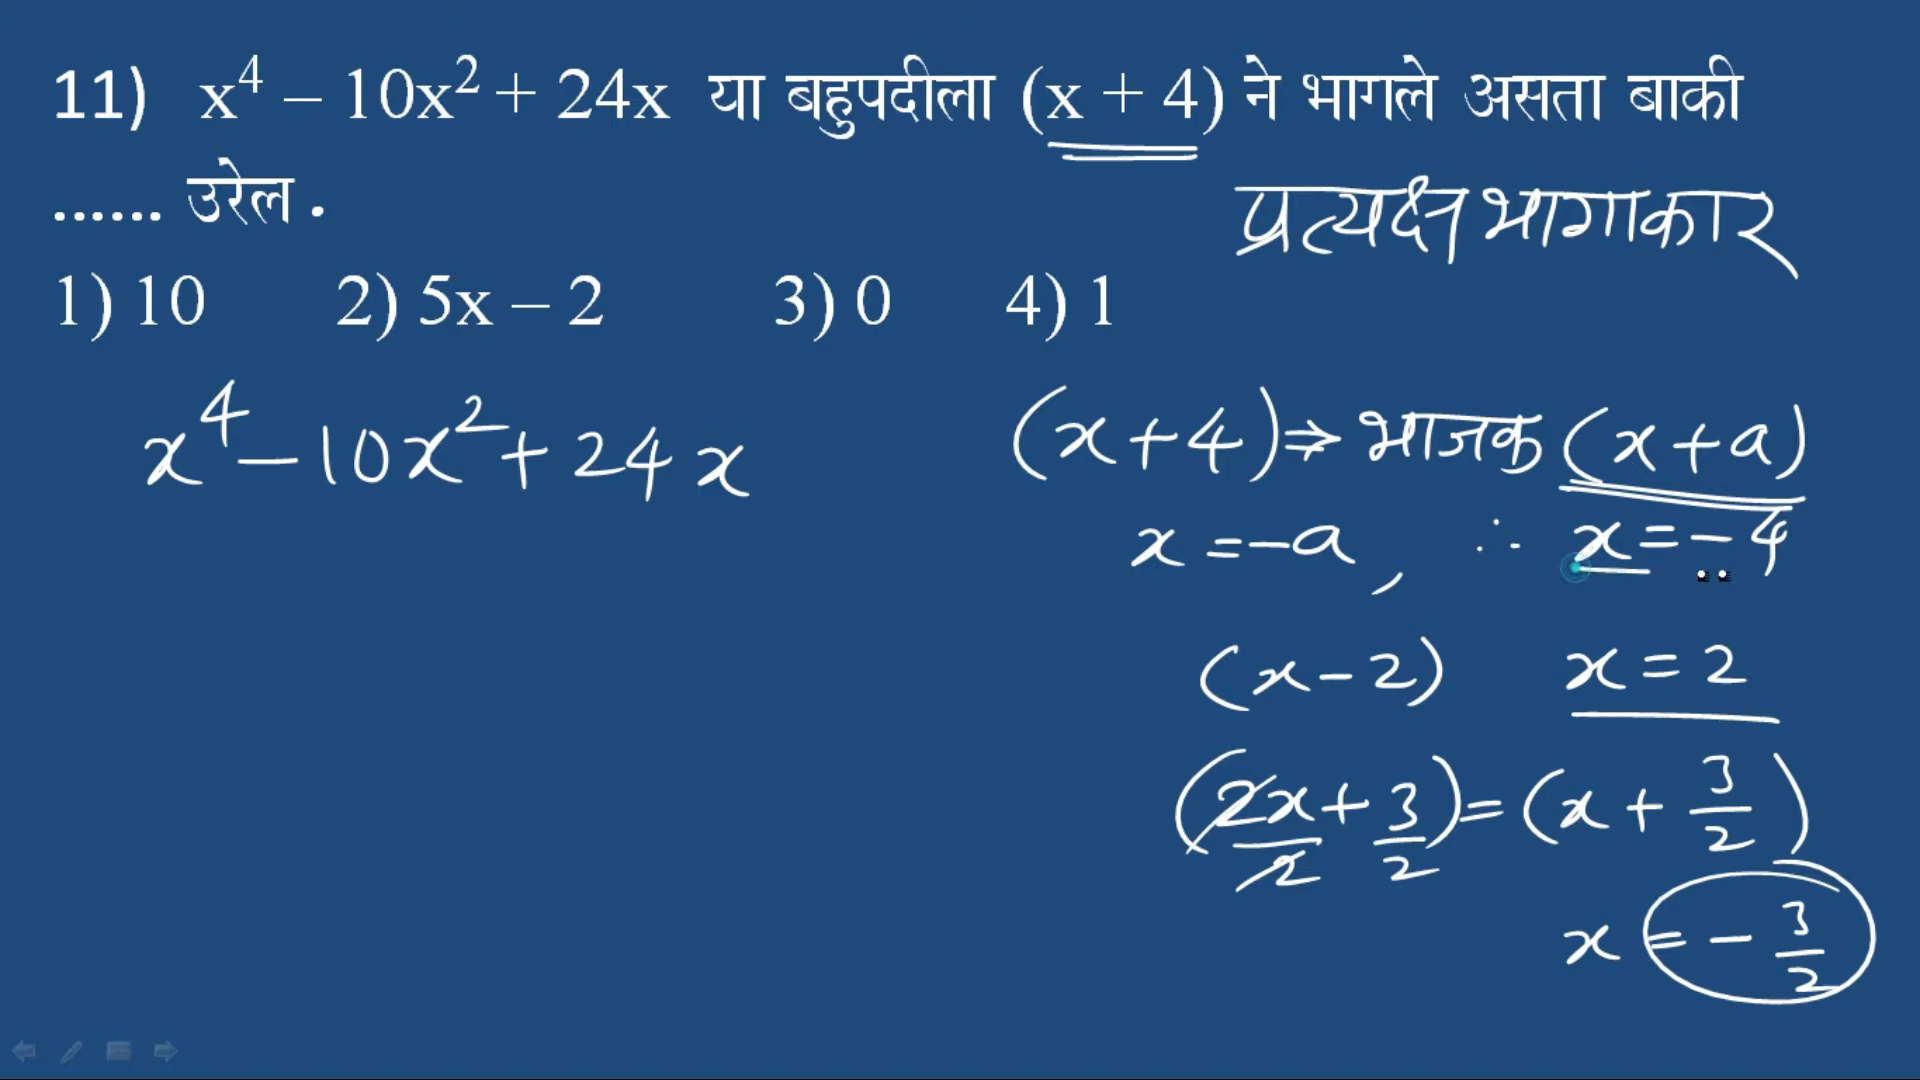 11) x⁴ – 10x² + 24x या बहुपदीला (x + 4) ने भागले असता बाकी
...... उरेल .
प्रत्यक्ष भागाकार
1) 10 2) 5x – 2 3) 0 4) 1
x⁴ – 10x² + 24x
(x+4) ⇒ भाजक (x+a)
x = -a , ∴ x = -4
(x-2) x = 2
(2x/2 + 3/2) = (x + 3/2)
x = - 3/2